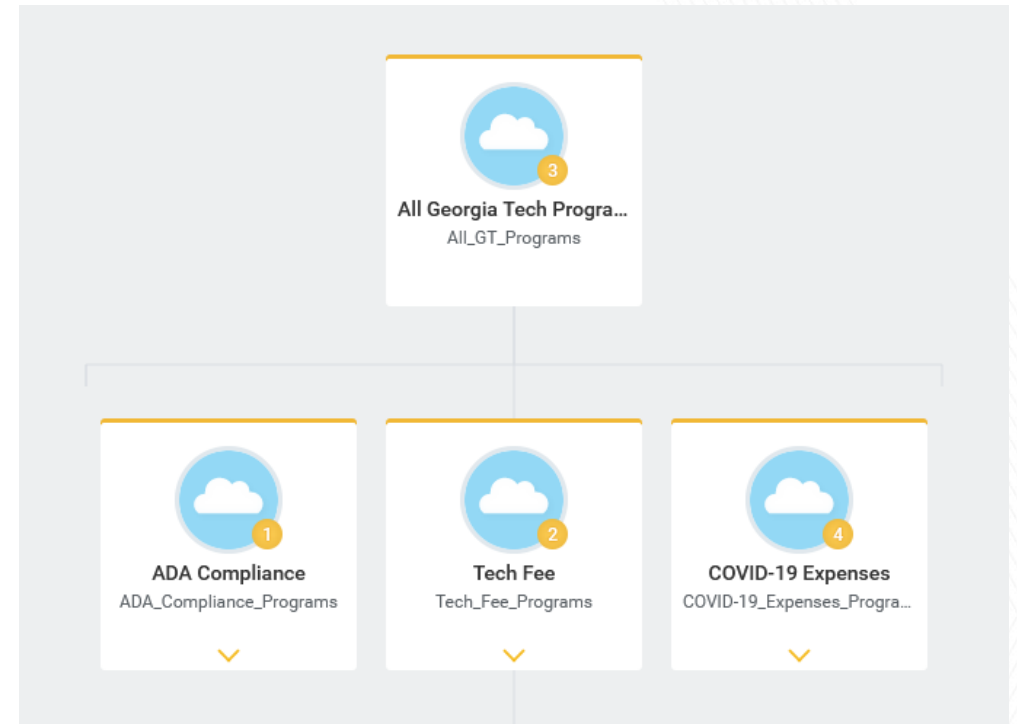 3
All Georgia Tech Progra...
All_GT_Programs
1
ADA Compliance
ADA_Compliance_Programs
2
Tech Fee
Tech_Fee_Programs
4
COVID-19 Expenses
COVID-19_Expenses_Progra...